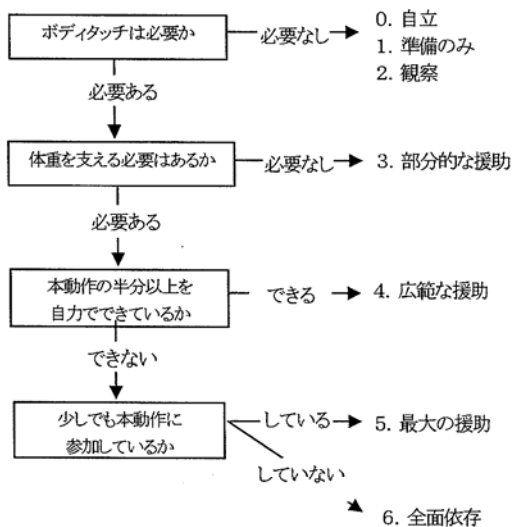 ボディタッチは必要か
必要なし
0. 自立
1. 準備のみ
2. 観察
必要ある
体重を支える必要はあるか
必要なし
3. 部分的な援助
必要ある
本動作の半分以上を
自力でできているか
できる
4. 広範な援助
できない
少しでも本動作に
参加しているか
している
5. 最大の援助
していない
6. 全面依存